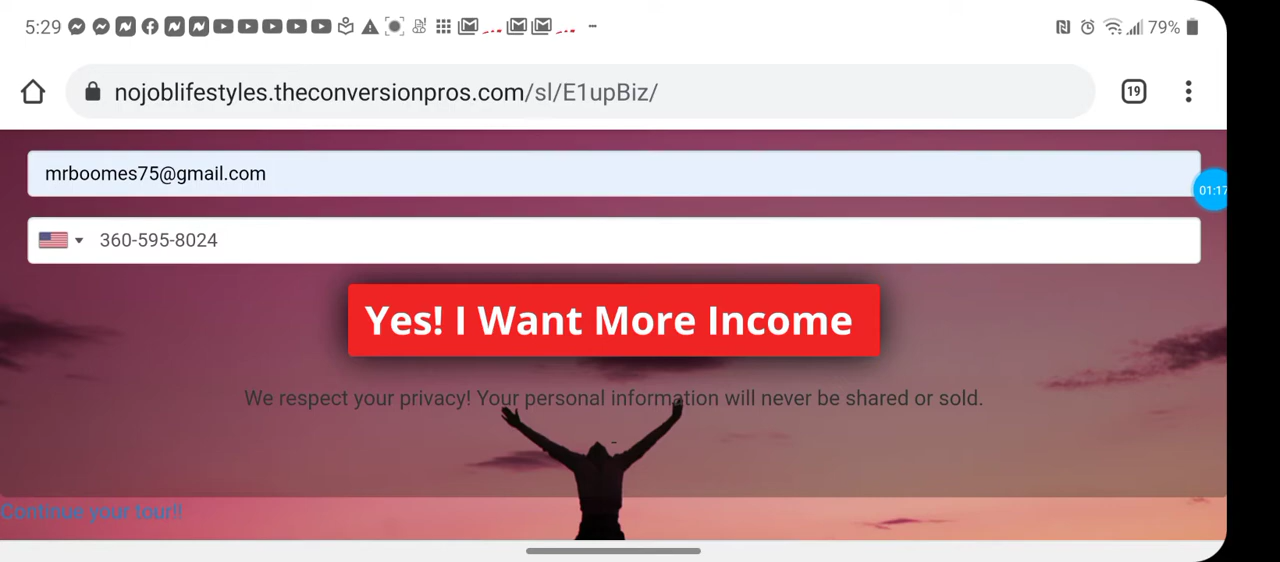 5:29
79%
nojoblifestyles.theconversionpros.com/sl/E1upBiz/
19
mrboomes75@gmail.com
01:17
360-595-8024
Yes! I Want More Income
We respect your privacy! Your personal information will never be shared or sold.
-
Continue your tour!!